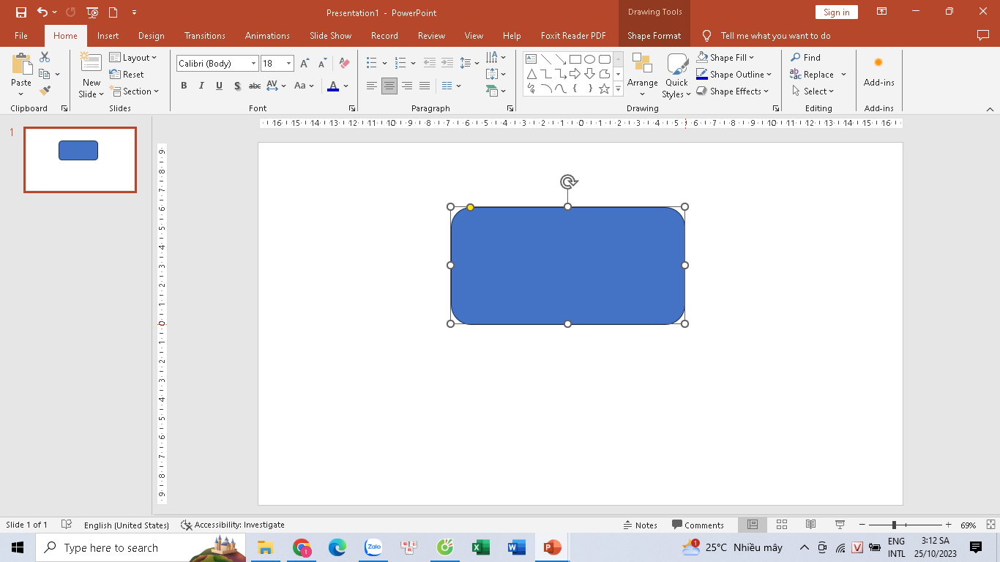 Presentation1 - PowerPoint
Drawing Tools
Sign in
File Home Insert Design Transitions Animations Slide Show Record Review View Help Foxit Reader PDF Shape Format Tell me what you want to do
Paste
Clipboard
New
Slide
Layout
Reset
Section
Slides
Calibri (Body) 18
B I U S abc AV Aa A
Font
Paragraph
Arrange
Quick
Styles
Shape Fill
Shape Outline
Shape Effects
Drawing
Find
Replace
Select
Editing
Add-ins
Add-ins
16 15 14 13 12 11 10 9 8 7 6 5 4 3 2 1 0 1 2 3 4 5 6 7 8 9 10 11 12 13 14 15 16
1
9 8 7 6 5 4 3 2 1 0 1 2 3 4 5 6 7 8 9
Slide 1 of 1 English (United States) Accessibility: Investigate Notes Comments 69%
Type here to search
Zalo
25°C Nhiều mây
ENG
INTL
3:12 SA
25/10/2023